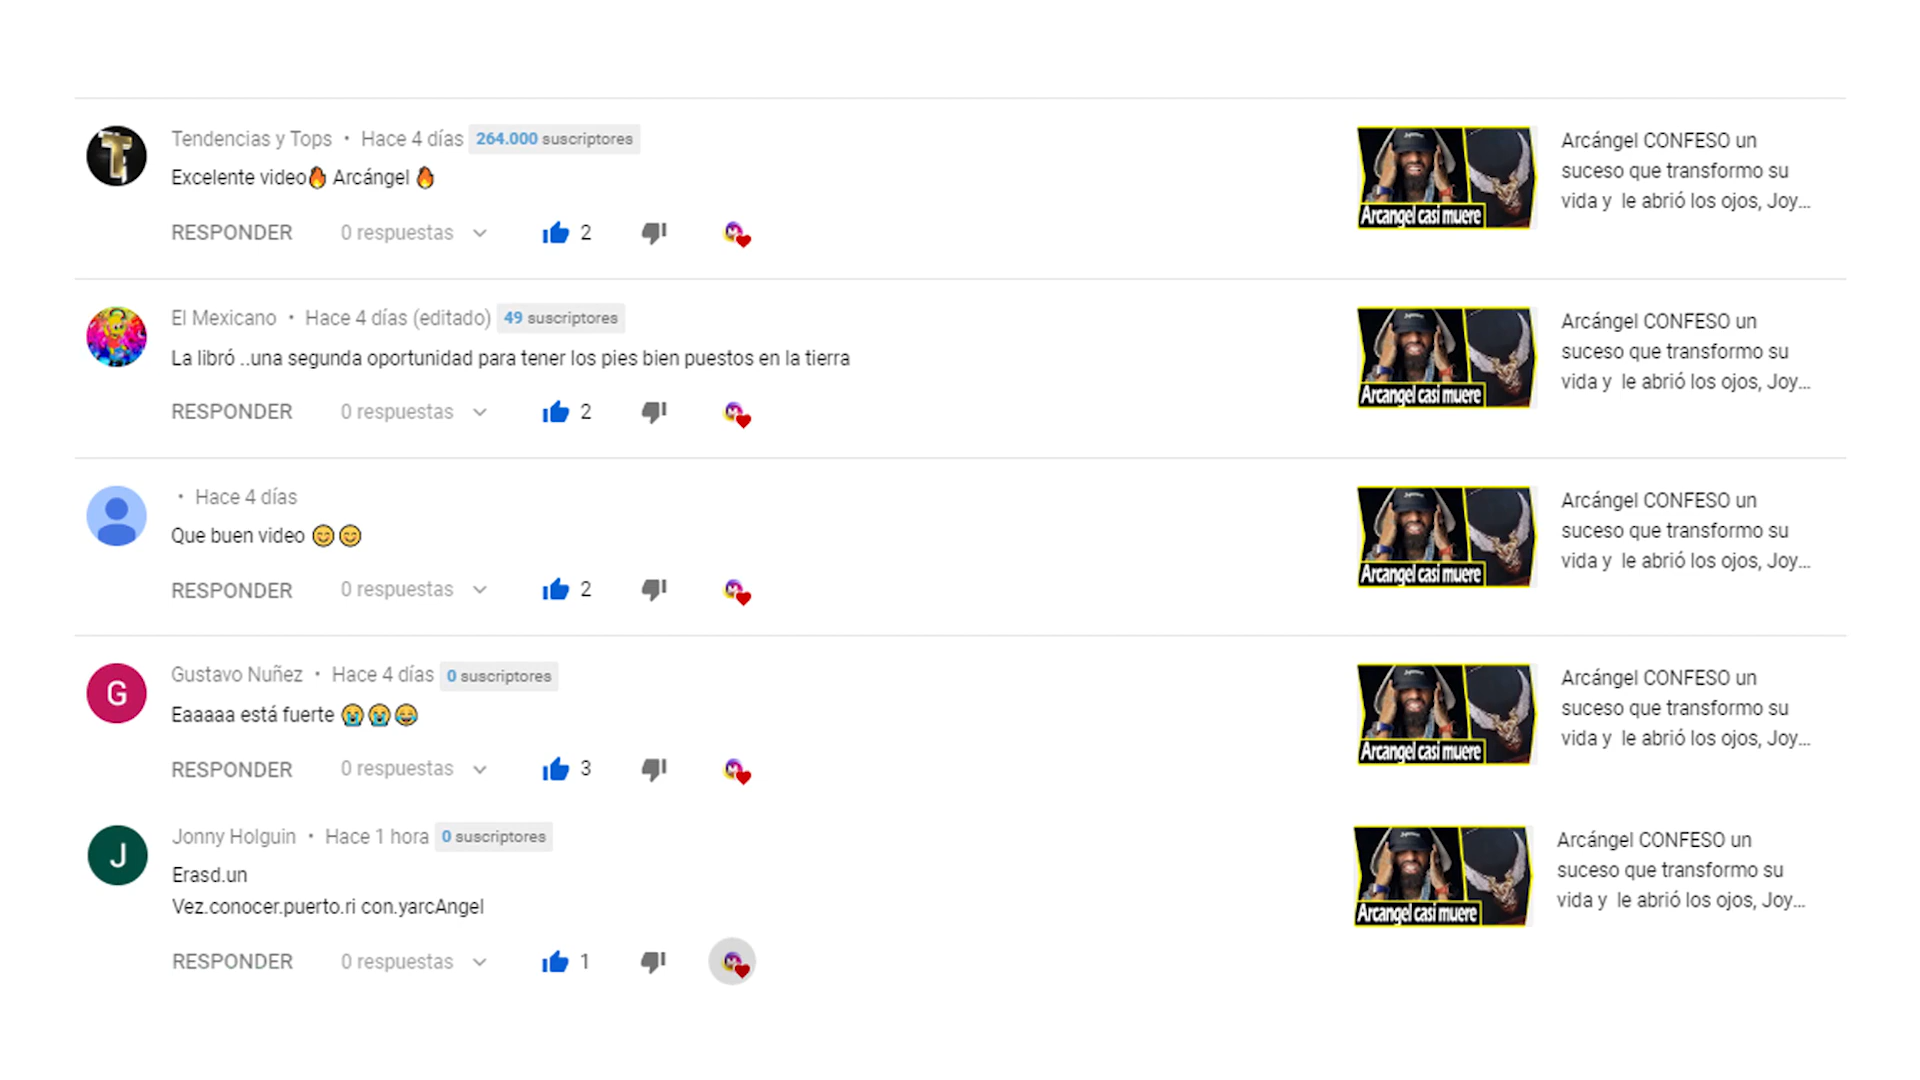 Tendencias y Tops • Hace 4 días 264.000 suscriptores
Excelente video🔥 Arcángel 🔥
RESPONDER 0 respuestas 2
Arcangel casi muere
Arcángel CONFESO un
suceso que transformo su
vida y le abrió los ojos, Joy...
El Mexicano • Hace 4 días (editado) 49 suscriptores
La libró ..una segunda oportunidad para tener los pies bien puestos en la tierra
RESPONDER 0 respuestas 2
Arcangel casi muere
Arcángel CONFESO un
suceso que transformo su
vida y le abrió los ojos, Joy...
• Hace 4 días
Que buen video 😊😊
RESPONDER 0 respuestas 2
Arcangel casi muere
Arcángel CONFESO un
suceso que transformo su
vida y le abrió los ojos, Joy...
G
Gustavo Nuñez • Hace 4 días 0 suscriptores
Eaaaaa está fuerte 😭😭😂
RESPONDER 0 respuestas 3
Arcangel casi muere
Arcángel CONFESO un
suceso que transformo su
vida y le abrió los ojos, Joy...
J
Jonny Holguin • Hace 1 hora 0 suscriptores
Erasd.un
Vez.conocer.puerto.ri con.yarcAngel
RESPONDER 0 respuestas 1
Arcangel casi muere
Arcángel CONFESO un
suceso que transformo su
vida y le abrió los ojos, Joy...